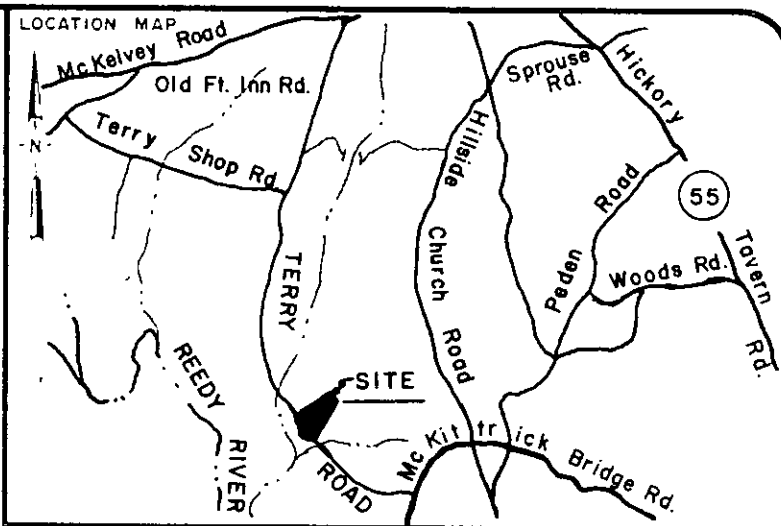 LOCATION MAP
McKelvey Road
Old Ft. Inn Rd.
Terry Shop Rd
-N-
TERRY ROAD
SITE
REEDY RIVER
Hillside Church Road
Sprouse Rd.
Hickory Tavern Rd.
55
Peden Road
Woods Rd.
McKittrick Bridge Rd.